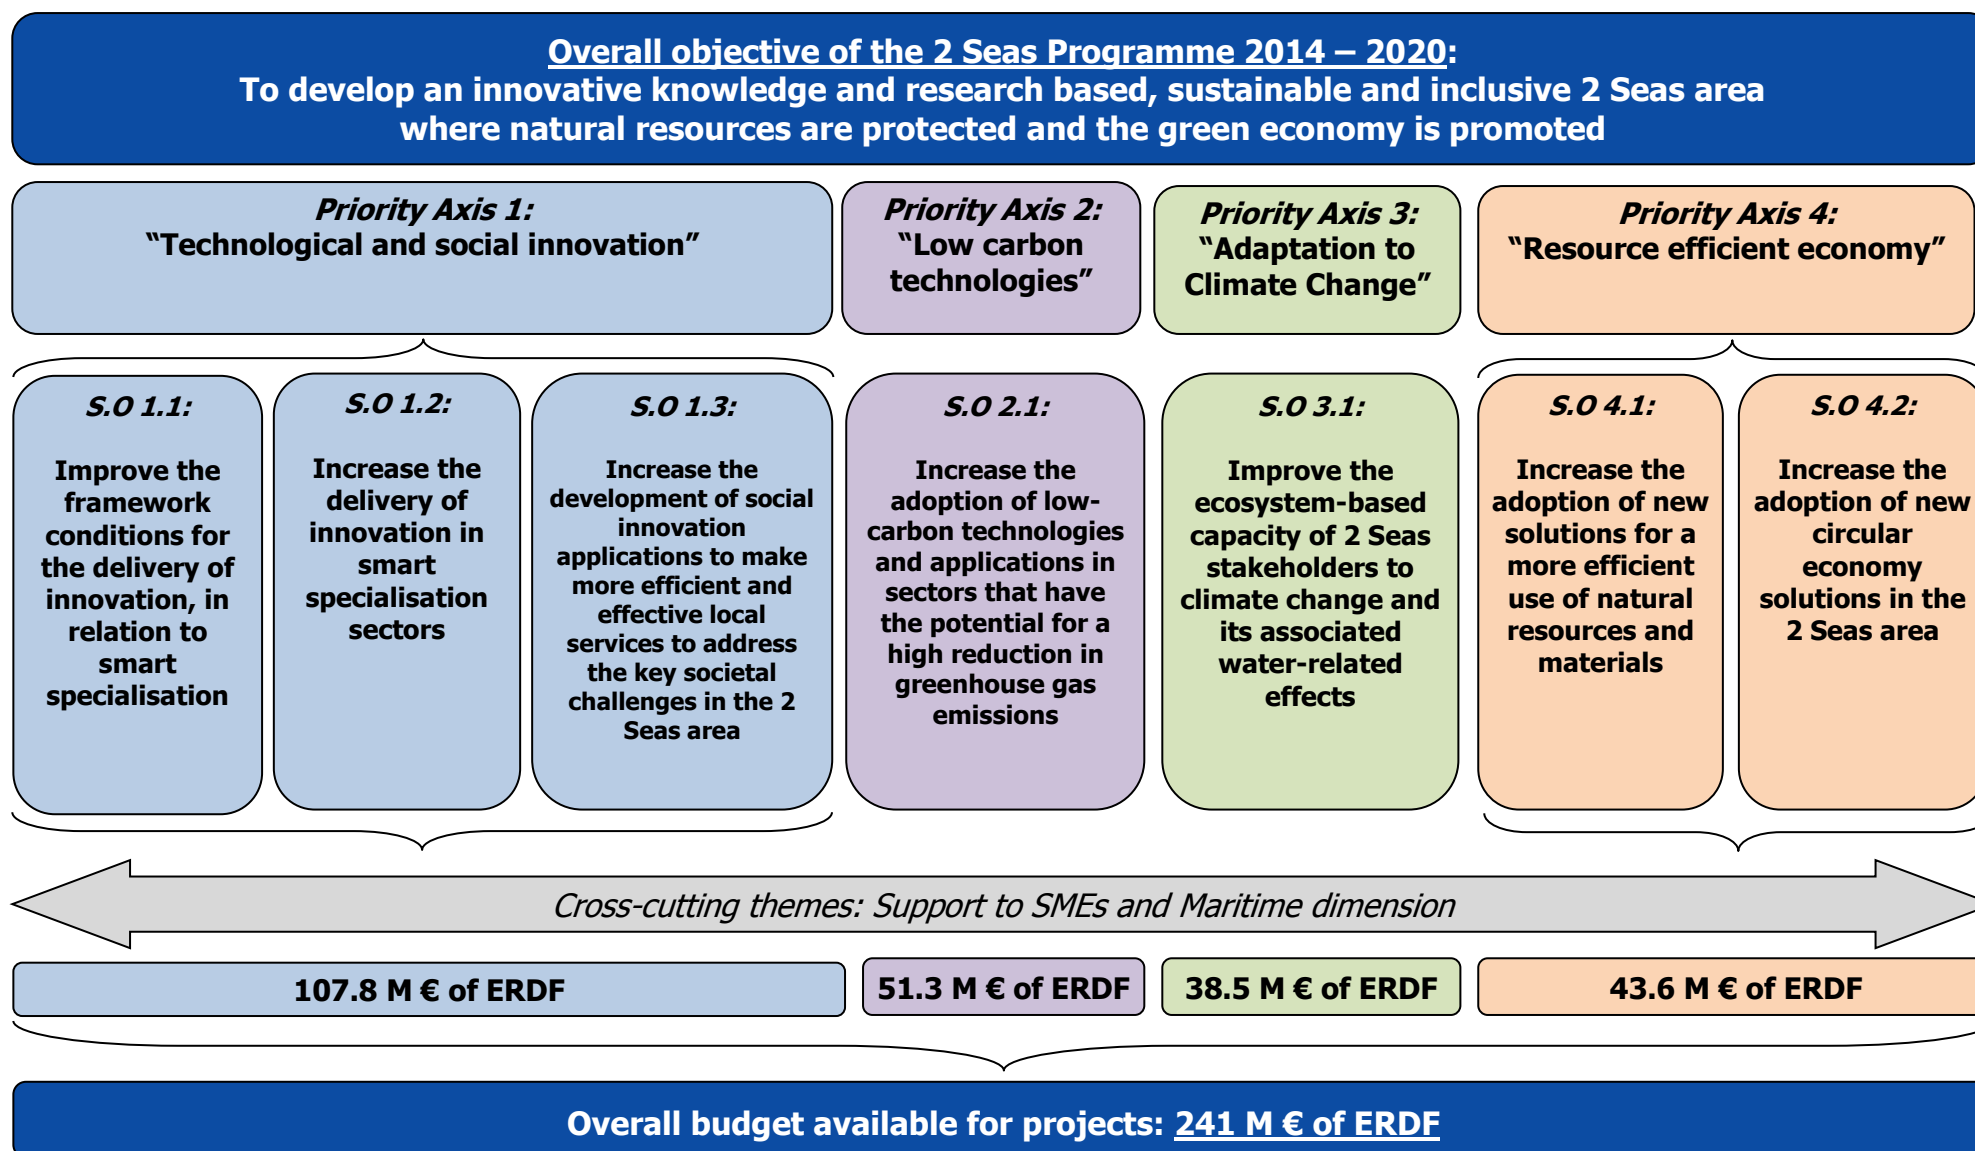 Overall objective of the 2 Seas Programme 2014 – 2020:
To develop an innovative knowledge and research based, sustainable and inclusive 2 Seas area
where natural resources are protected and the green economy is promoted
Priority Axis 1:
“Technological and social innovation”
Priority Axis 2:
“Low carbon
technologies”
Priority Axis 3:
“Adaptation to
Climate Change”
Priority Axis 4:
“Resource efficient economy”
S.O 1.1:
Improve the
framework
conditions for
the delivery of
innovation, in
relation to
smart
specialisation
S.O 1.2:
Increase the
delivery of
innovation in
smart
specialisation
sectors
S.O 1.3:
Increase the
development of social
innovation
applications to make
more efficient and
effective local
services to address
the key societal
challenges in the 2
Seas area
S.O 2.1:
Increase the
adoption of low-
carbon technologies
and applications in
sectors that have
the potential for a
high reduction in
greenhouse gas
emissions
S.O 3.1:
Improve the
ecosystem-based
capacity of 2 Seas
stakeholders to
climate change and
its associated
water-related
effects
S.O 4.1:
Increase the
adoption of new
solutions for a
more efficient
use of natural
resources and
materials
S.O 4.2:
Increase the
adoption of new
circular
economy
solutions in the
2 Seas area
Cross-cutting themes: Support to SMEs and Maritime dimension
107.8 M € of ERDF
51.3 M € of ERDF
38.5 M € of ERDF
43.6 M € of ERDF
Overall budget available for projects: 241 M € of ERDF